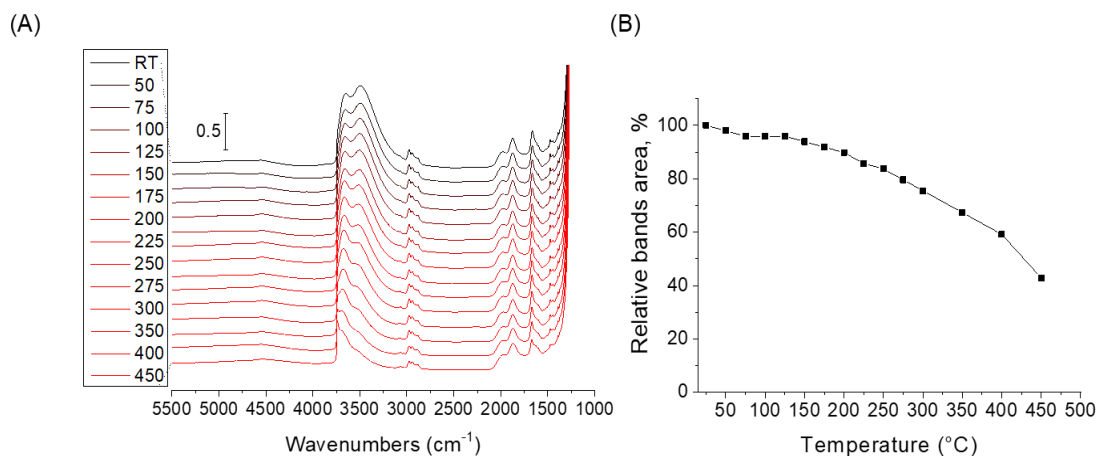 (A)
RT
50
75
100
125
150
175
200
225
250
275
300
350
400
450
0.5
5500 5000 4500 4000 3500 3000 2500 2000 1500 1000
Wavenumbers (cm⁻¹)
(B)
Relative bands area, %
100
80
60
40
20
0
50 100 150 200 250 300 350 400 450 500
Temperature (°C)